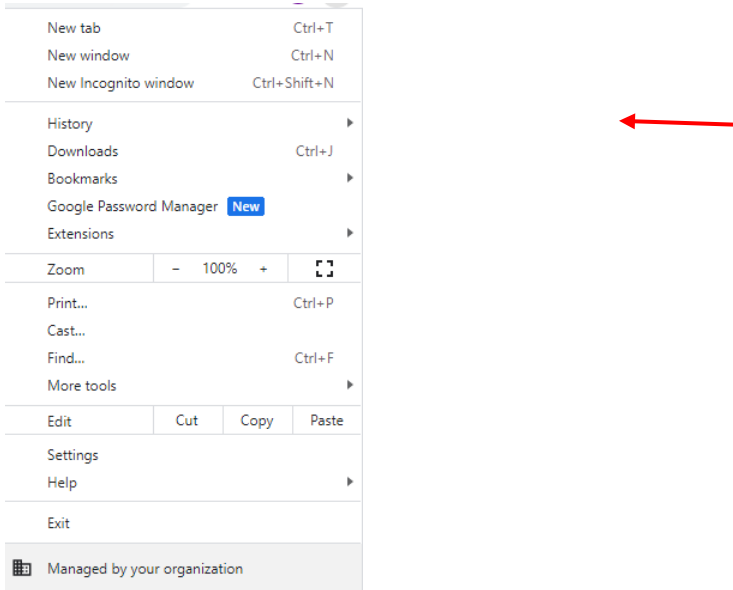 New tab Ctrl+T
New window Ctrl+N
New Incognito window Ctrl+Shift+N
History
Downloads Ctrl+J
Bookmarks
Google Password Manager New
Extensions
Zoom - 100% +
Print... Ctrl+P
Cast...
Find... Ctrl+F
More tools
Edit Cut Copy Paste
Settings
Help
Exit
Managed by your organization